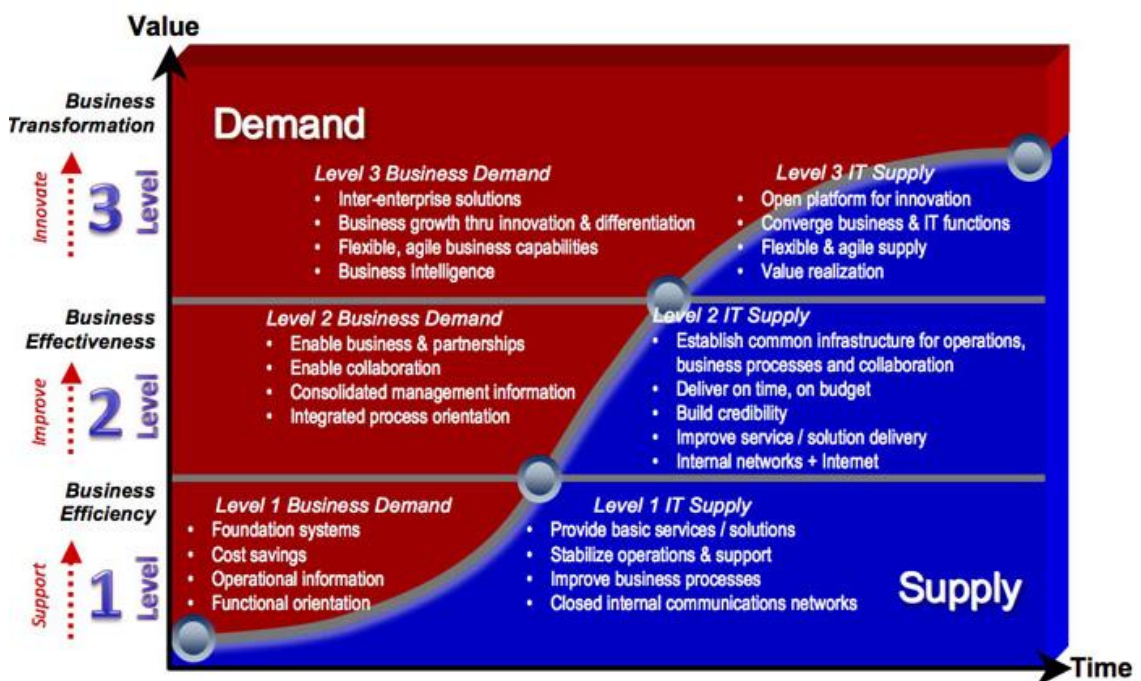 Value
Business
Transformation
Innovate
3
Level
Demand
Level 3 Business Demand
• Inter-enterprise solutions
• Business growth thru innovation & differentiation
• Flexible, agile business capabilities
• Business Intelligence
Level 3 IT Supply
• Open platform for innovation
• Converge business & IT functions
• Flexible & agile supply
• Value realization
Business
Effectiveness
Improve
2
Level
Level 2 Business Demand
• Enable business & partnerships
• Enable collaboration
• Consolidated management information
• Integrated process orientation
Level 2 IT Supply
• Establish common infrastructure for operations,
business processes and collaboration
• Deliver on time, on budget
• Build credibility
• Improve service / solution delivery
• Internal networks + Internet
Business
Efficiency
Support
1
Level
Level 1 Business Demand
• Foundation systems
• Cost savings
• Operational information
• Functional orientation
Level 1 IT Supply
• Provide basic services / solutions
• Stabilize operations & support
• Improve business processes
• Closed internal communications networks
Supply
Time